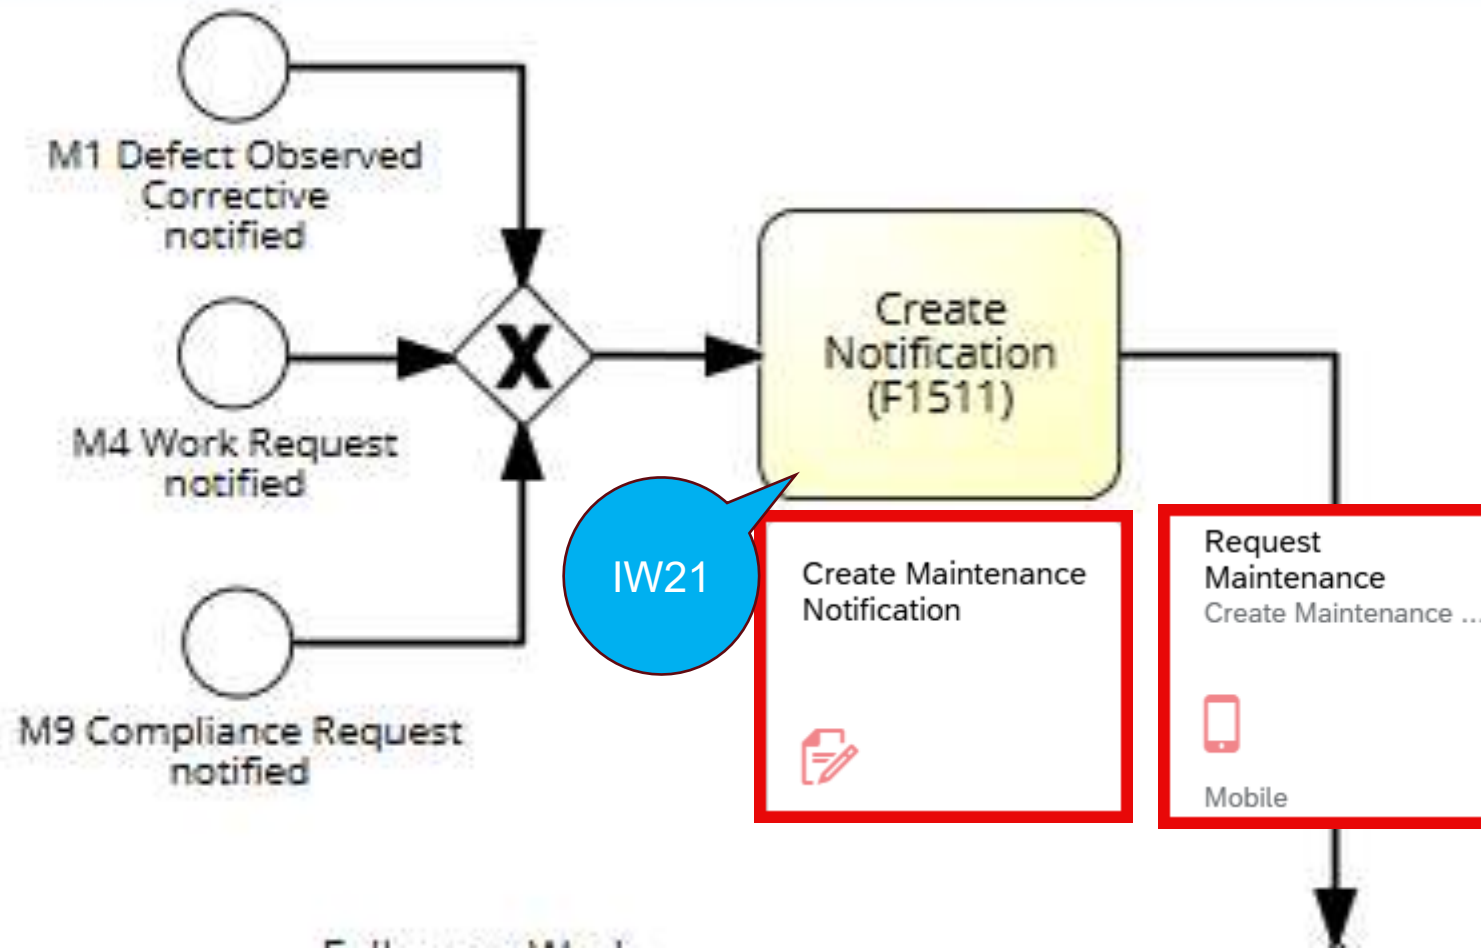 M1 Defect Observed
Corrective
notified
M4 Work Request
notified
M9 Compliance Request
notified
X
Create
Notification
(F1511)
IW21
Create Maintenance
Notification
Request
Maintenance
Create Maintenance ...
Mobile